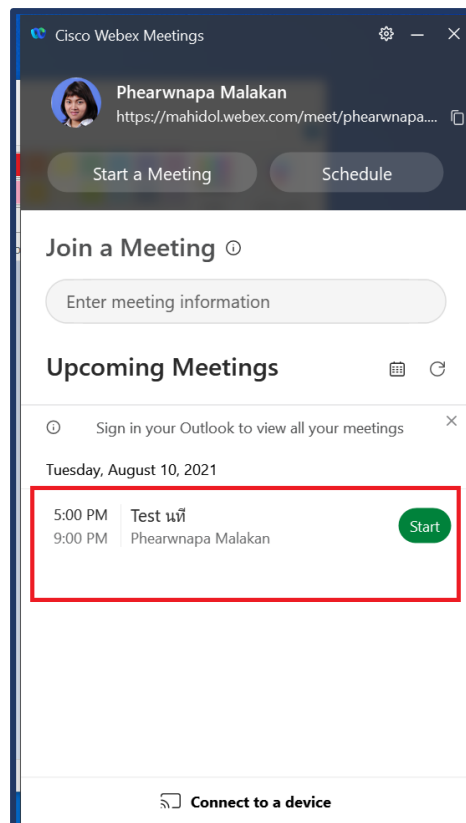 Cisco Webex Meetings
Phearwnapa Malakan
https://mahidol.webex.com/meet/phearwnapa....
Start a Meeting
Schedule
Join a Meeting
Enter meeting information
Upcoming Meetings
Sign in your Outlook to view all your meetings
Tuesday, August 10, 2021
5:00 PM Test นที Start
9:00 PM Phearwnapa Malakan
Connect to a device